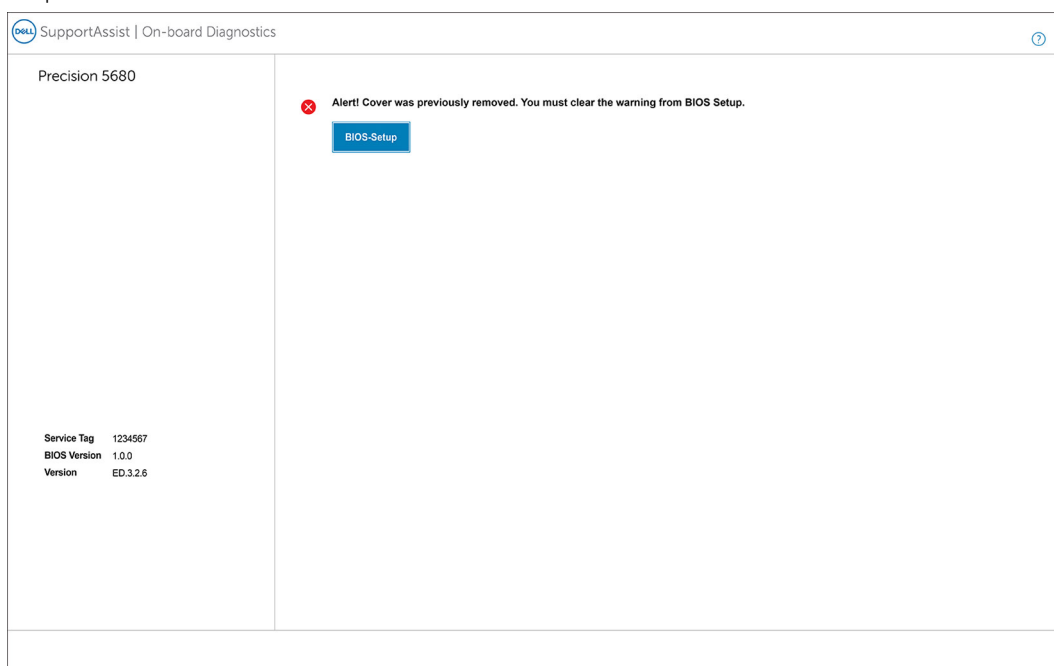 DELL SupportAssist | On-board Diagnostics
?
Precision 5680
Alert! Cover was previously removed. You must clear the warning from BIOS Setup.
BIOS-Setup
Service Tag 1234567
BIOS Version 1.0.0
Version ED.3.2.6